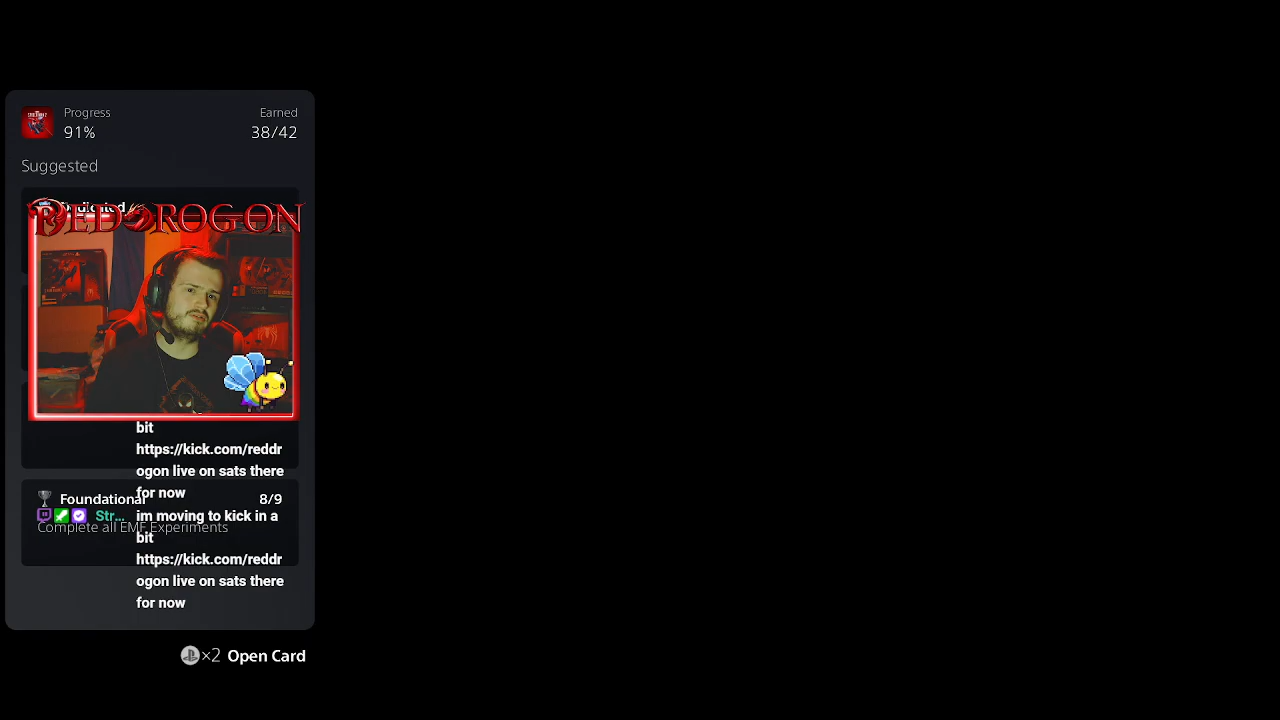 Progress
Earned
91%
38/42
Suggested
Dedicated
REDDROGON
bit
https://kick.com/reddr
ogon live on sats there
for now
Foundational
8/9
Str...
im moving to kick in a
Complete all EMF Experiments
bit
https://kick.com/reddr
ogon live on sats there
for now
×2 Open Card